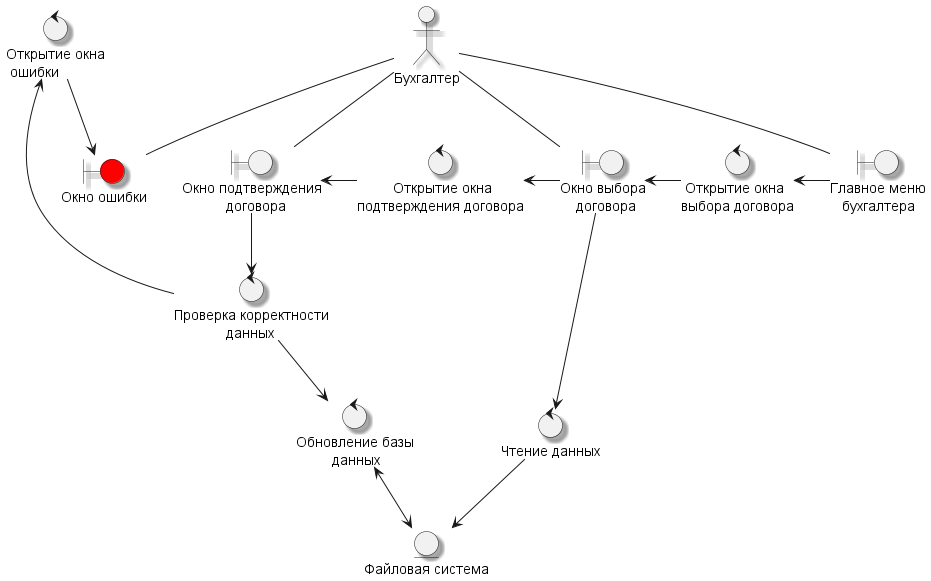 Открытие окна
ошибки
Бухгалтер
Окно ошибки
Окно подтверждения
договора
Открытие окна
подтверждения договора
Окно выбора
договора
Открытие окна
выбора договора
Главное меню
бухгалтера
Проверка корректности
данных
Обновление базы
данных
Чтение данных
Файловая система